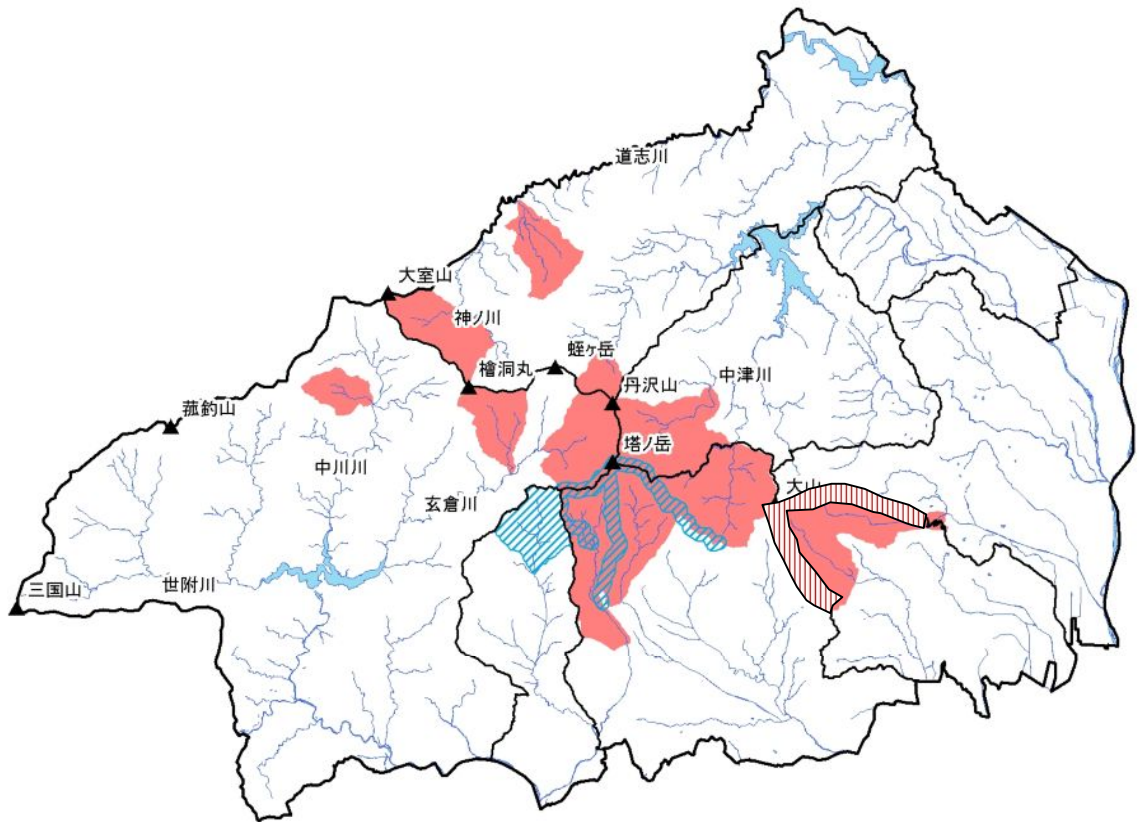 道志川
大室山
神ノ川
蛭ヶ岳
檜洞丸
丹沢山
中津川
菰釣山
塔ノ岳
中川川
大山
玄倉川
世附川
三国山